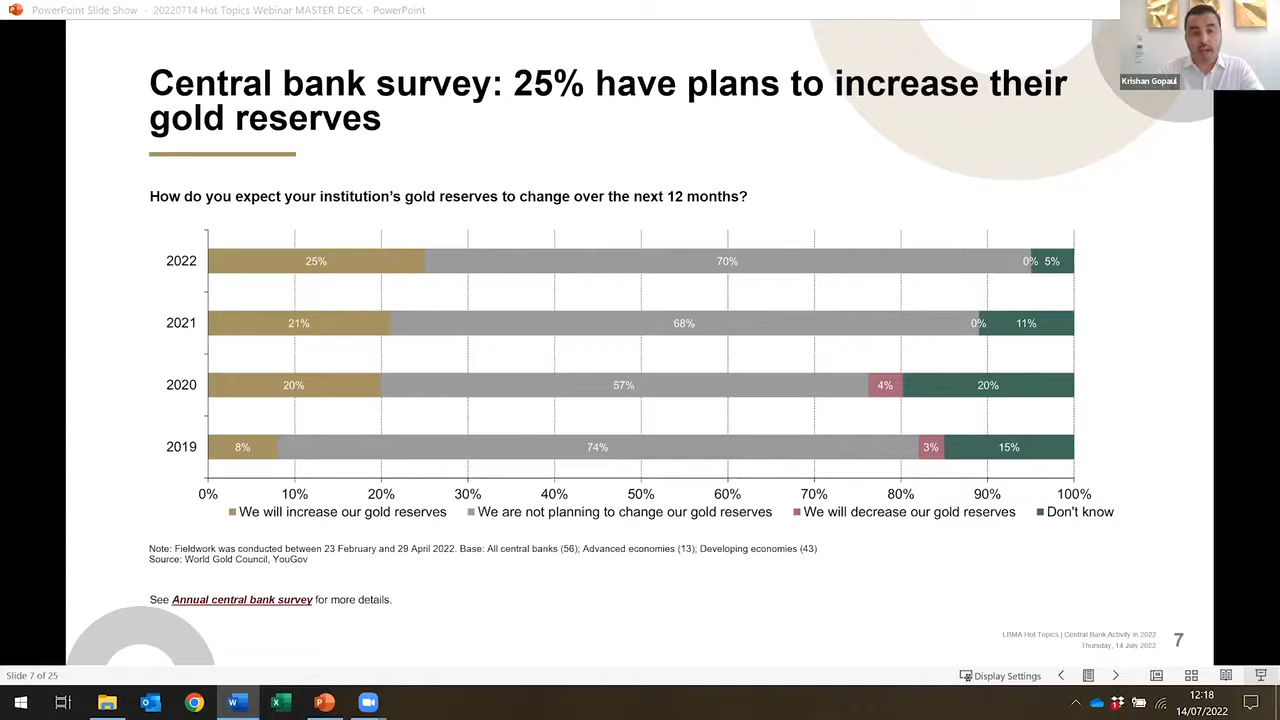 PowerPoint Slide Show - 20220714 Hot Topics Webinar MASTER DECK - PowerPoint
Krishan Gopaul
Central bank survey: 25% have plans to increase their
gold reserves
How do you expect your institution's gold reserves to change over the next 12 months?
2022 25% 70% 0% 5%
2021 21% 68% 0% 11%
2020 20% 57% 4% 20%
2019 8% 74% 3% 15%
0% 10% 20% 30% 40% 50% 60% 70% 80% 90% 100%
We will increase our gold reserves We are not planning to change our gold reserves We will decrease our gold reserves Don't know
Note: Fieldwork was conducted between 23 February and 29 April 2022. Base: All central banks (56); Advanced economies (13); Developing economies (43)
Source: World Gold Council, YouGov
See Annual central bank survey for more details.
LBMA Hot Topics | Central Bank Activity in 2022
Thursday, 14 July 2022
7
Slide 7 of 25
Display Settings
12:18
14/07/2022